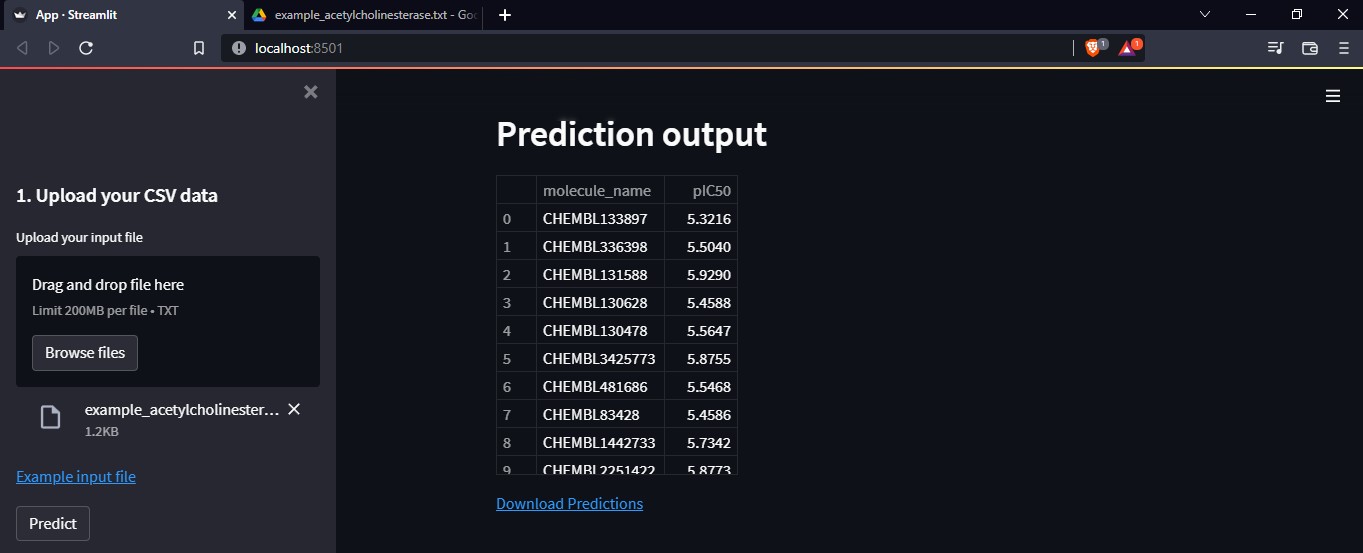 App · Streamlit
example_acetylcholinesterase.txt - Goo
localhost:8501
1
1
1. Upload your CSV data
Upload your input file
Drag and drop file here
Limit 200MB per file • TXT
Browse files
example_acetylcholinester...
1.2KB
Example input file
Predict
Prediction output
molecule_name pIC50
0 CHEMBL133897 5.3216
1 CHEMBL336398 5.5040
2 CHEMBL131588 5.9290
3 CHEMBL130628 5.4588
4 CHEMBL130478 5.5647
5 CHEMBL3425773 5.8755
6 CHEMBL481686 5.5468
7 CHEMBL83428 5.4586
8 CHEMBL1442733 5.7342
9 CHEMBL2251422 5.8773
Download Predictions